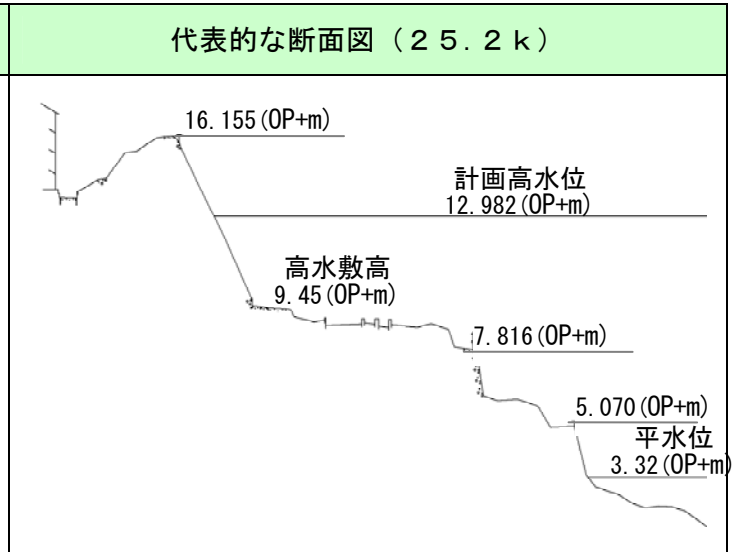 代表的な断面図（２５.２ｋ）
16.155(OP+m)
計画高水位
12.982(OP+m)
高水敷高
9.45(OP+m)
7.816(OP+m)
5.070(OP+m)
平水位
3.32(OP+m)